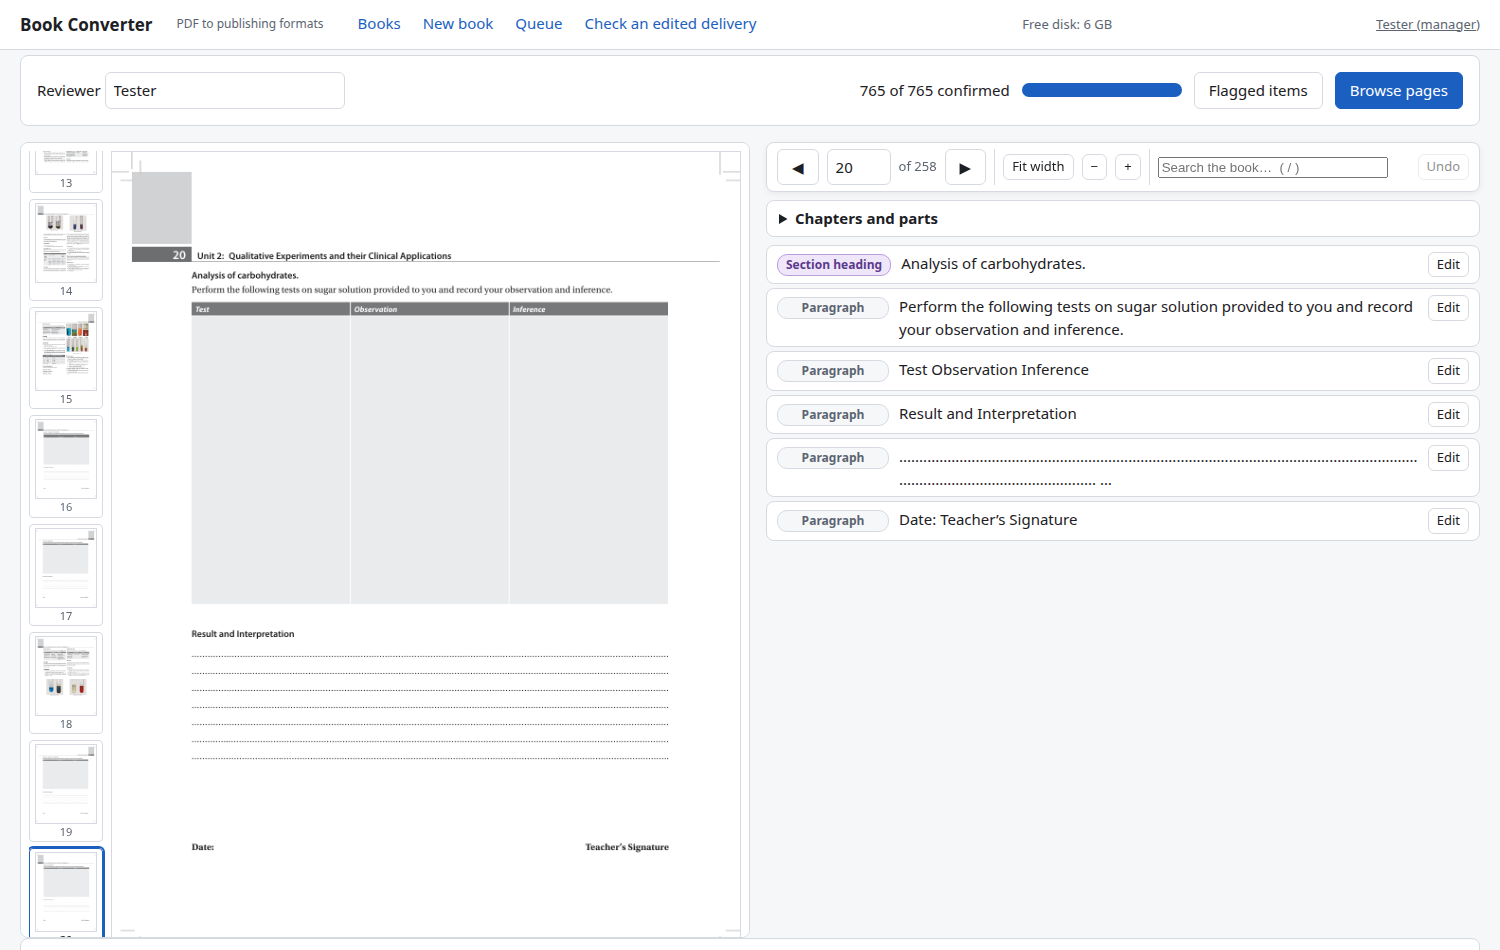 Book Converter
PDF to publishing formats
Books
New book
Queue
Check an edited delivery
Free disk: 6 GB
Tester (manager)
Reviewer
Tester
765 of 765 confirmed
Flagged items
Browse pages
13
14
15
16
17
18
19
20 Unit 2: Qualitative Experiments and their Clinical Applications
Analysis of carbohydrates.
Perform the following tests on sugar solution provided to you and record your observation and inference.
Test Observation Inference
Result and Interpretation
Date: Teacher's Signature
◀ 20 of 258 ▶ Fit width − + Search the book… ( / ) Undo
▶ Chapters and parts
Section heading Analysis of carbohydrates. Edit
Paragraph Perform the following tests on sugar solution provided to you and record Edit
your observation and inference.
Paragraph Test Observation Inference Edit
Paragraph Result and Interpretation Edit
Paragraph ................................................................ Edit
................................................ ...
Paragraph Date: Teacher’s Signature Edit